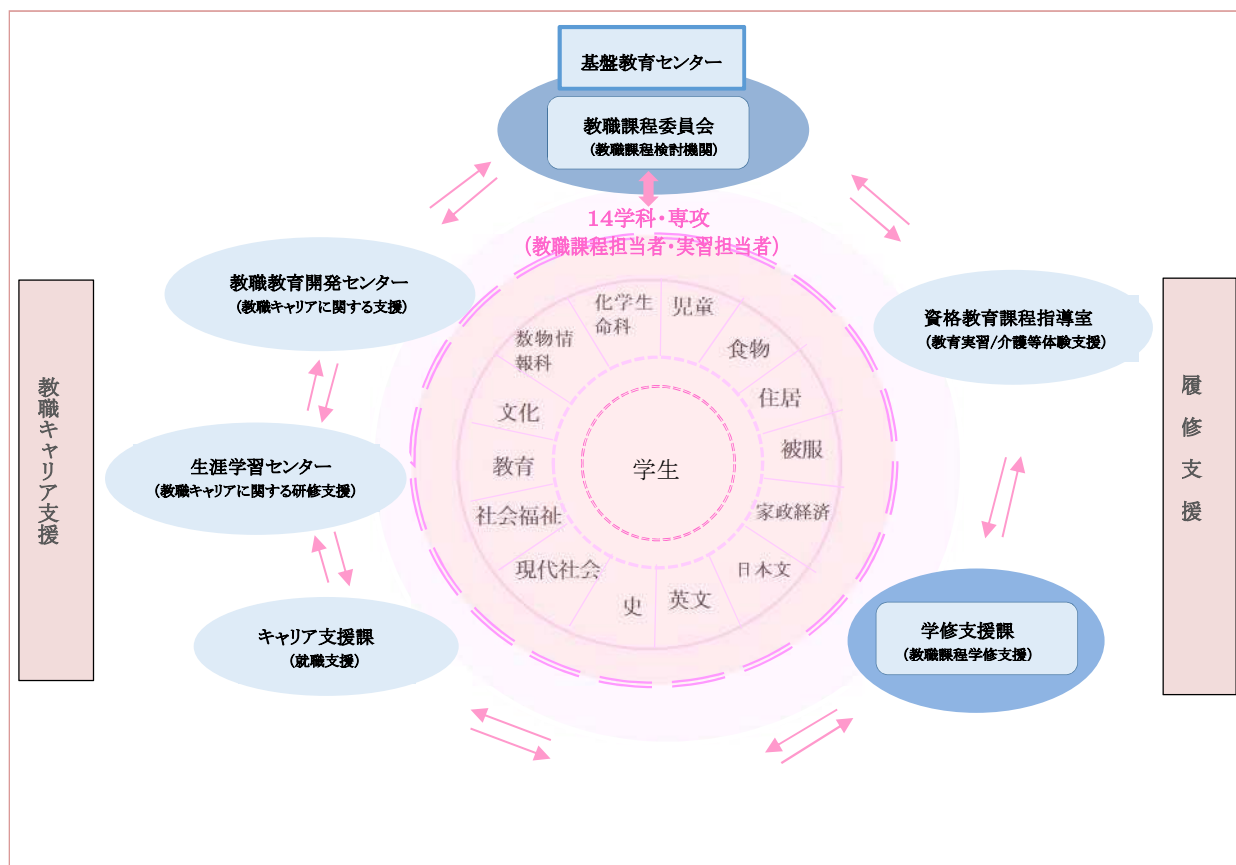 基盤教育センター
教職課程委員会
(教職課程検討機関)
14学科・専攻
(教職課程担当者・実習担当者)
教職教育開発センター
(教職キャリアに関する支援)
資格教育課程指導室
(教育実習/介護等体験支援)
教職キャリア支援
履修支援
生涯学習センター
(教職キャリアに関する研修支援)
キャリア支援課
(就職支援)
学修支援課
(教職課程学修支援)
児童
食物
住居
被服
家政経済
日本文
英文
史
現代社会
社会福祉
教育
文化
数物情
報科
化学生
命科
学生